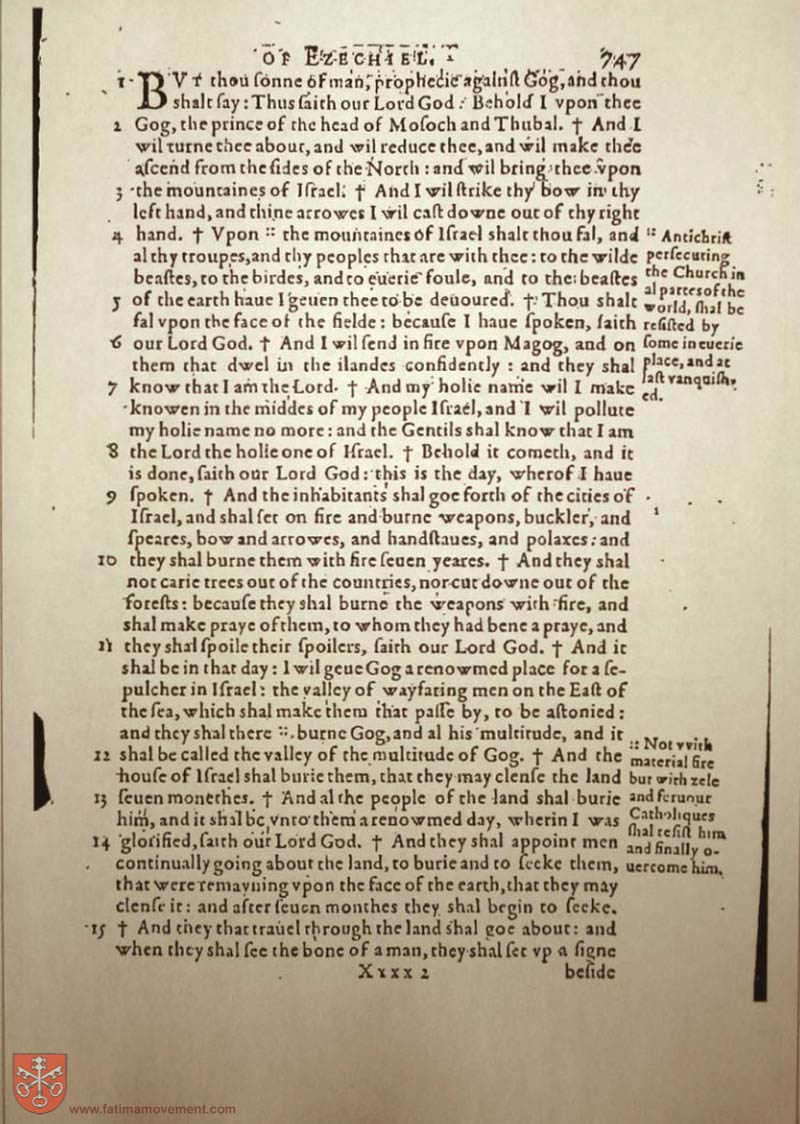 OF EZECHIEL.
747
1 BVT thou ſonne of man, prophecie againſt Gog, and thou
ſhalt ſay: Thus ſaith our Lord God: Behold I vpon thee
2 Gog, the prince of the head of Moſoch and Thubal. † And I
wil turne thee about, and wil reduce thee, and wil make thee
aſcend from the ſides of the North: and wil bring thee vpon
3 the mountaines of Iſrael. † And I wil ſtrike thy bow in thy
left hand, and thine arrowes I wil caſt downe out of thy right
4 hand. † Vpon :: the mountaines of Iſrael shalt thou fal, and
al thy troupes, and thy peoples that are with thee: to the wilde
beaſtes, to the birdes, and to euerie foule, and to the beaſtes
5 of the earth haue I geuen thee to be deuoured. † Thou shalt
fal vpon the face of the fielde: becauſe I haue ſpoken, ſaith
6 our Lord God. † And I wil ſend in fire vpon Magog, and on
them that dwel in the ilandes confidently: and they shal
7 know that I am the Lord. † And my holie name wil I make
knowen in the middes of my people Iſrael, and I wil pollute
my holie name no more: and the Gentils shal know that I am
8 the Lord the holie one of Iſrael. † Behold it cometh, and it
is done, ſaith our Lord God: this is the day, wherof I haue
9 ſpoken. † And the inhabitants shal goe forth of the cities of
Iſrael, and shal ſet on fire and burne weapons, buckler, and
ſpeares, bow and arrowes, and handſtaues, and polaxes: and
10 they shal burne them with fire ſeuen yeares. † And they shal
not carie trees out of the countries, nor cut downe out of the
foreſts: becauſe they shal burne the weapons with fire, and
shal make praye of them, to whom they had bene a praye, and
11 they shal ſpoile their ſpoilers, ſaith our Lord God. † And it
shal be in that day: I wil geue Gog a renowmed place for a ſe-
pulcher in Iſrael: the valley of wayfaring men on the Eaſt of
the ſea, which shal make them that paſſe by, to be aſtonied:
and they shal there :: burne Gog, and al his multitude, and it
12 shal be called the valley of the multitude of Gog. † And the
houſe of Iſrael shal burie them, that they may clenſe the land
13 ſeuen monethes. † And al the people of the land shal burie
him, and it shal be vnto them a renowmed day, wherin I was
14 glorified, ſaith our Lord God. † And they shal appoint men
continually going about the land, to burie and to ſeeke them,
that were remayning vpon the face of the earth, that they may
clenſe it: and after ſeuen monthes they shal begin to ſeeke.
15 † And they that trauel through the land shal goe about: and
when they shal ſee the bone of a man, they shal ſet vp a ſigne
Xxxx 2
beſide
:: Antichriſt
perſecuting
the Church in
al partes of the
world, ſhal be
reſiſted by
ſome in euerie
place, and at
laſt vanquiſh-
ed.
:: Not vvith
material fire
but with zele
and feruour
Catholiques
ſhal reſiſt him
and finally o-
uercome him.
www.fatimamovement.com